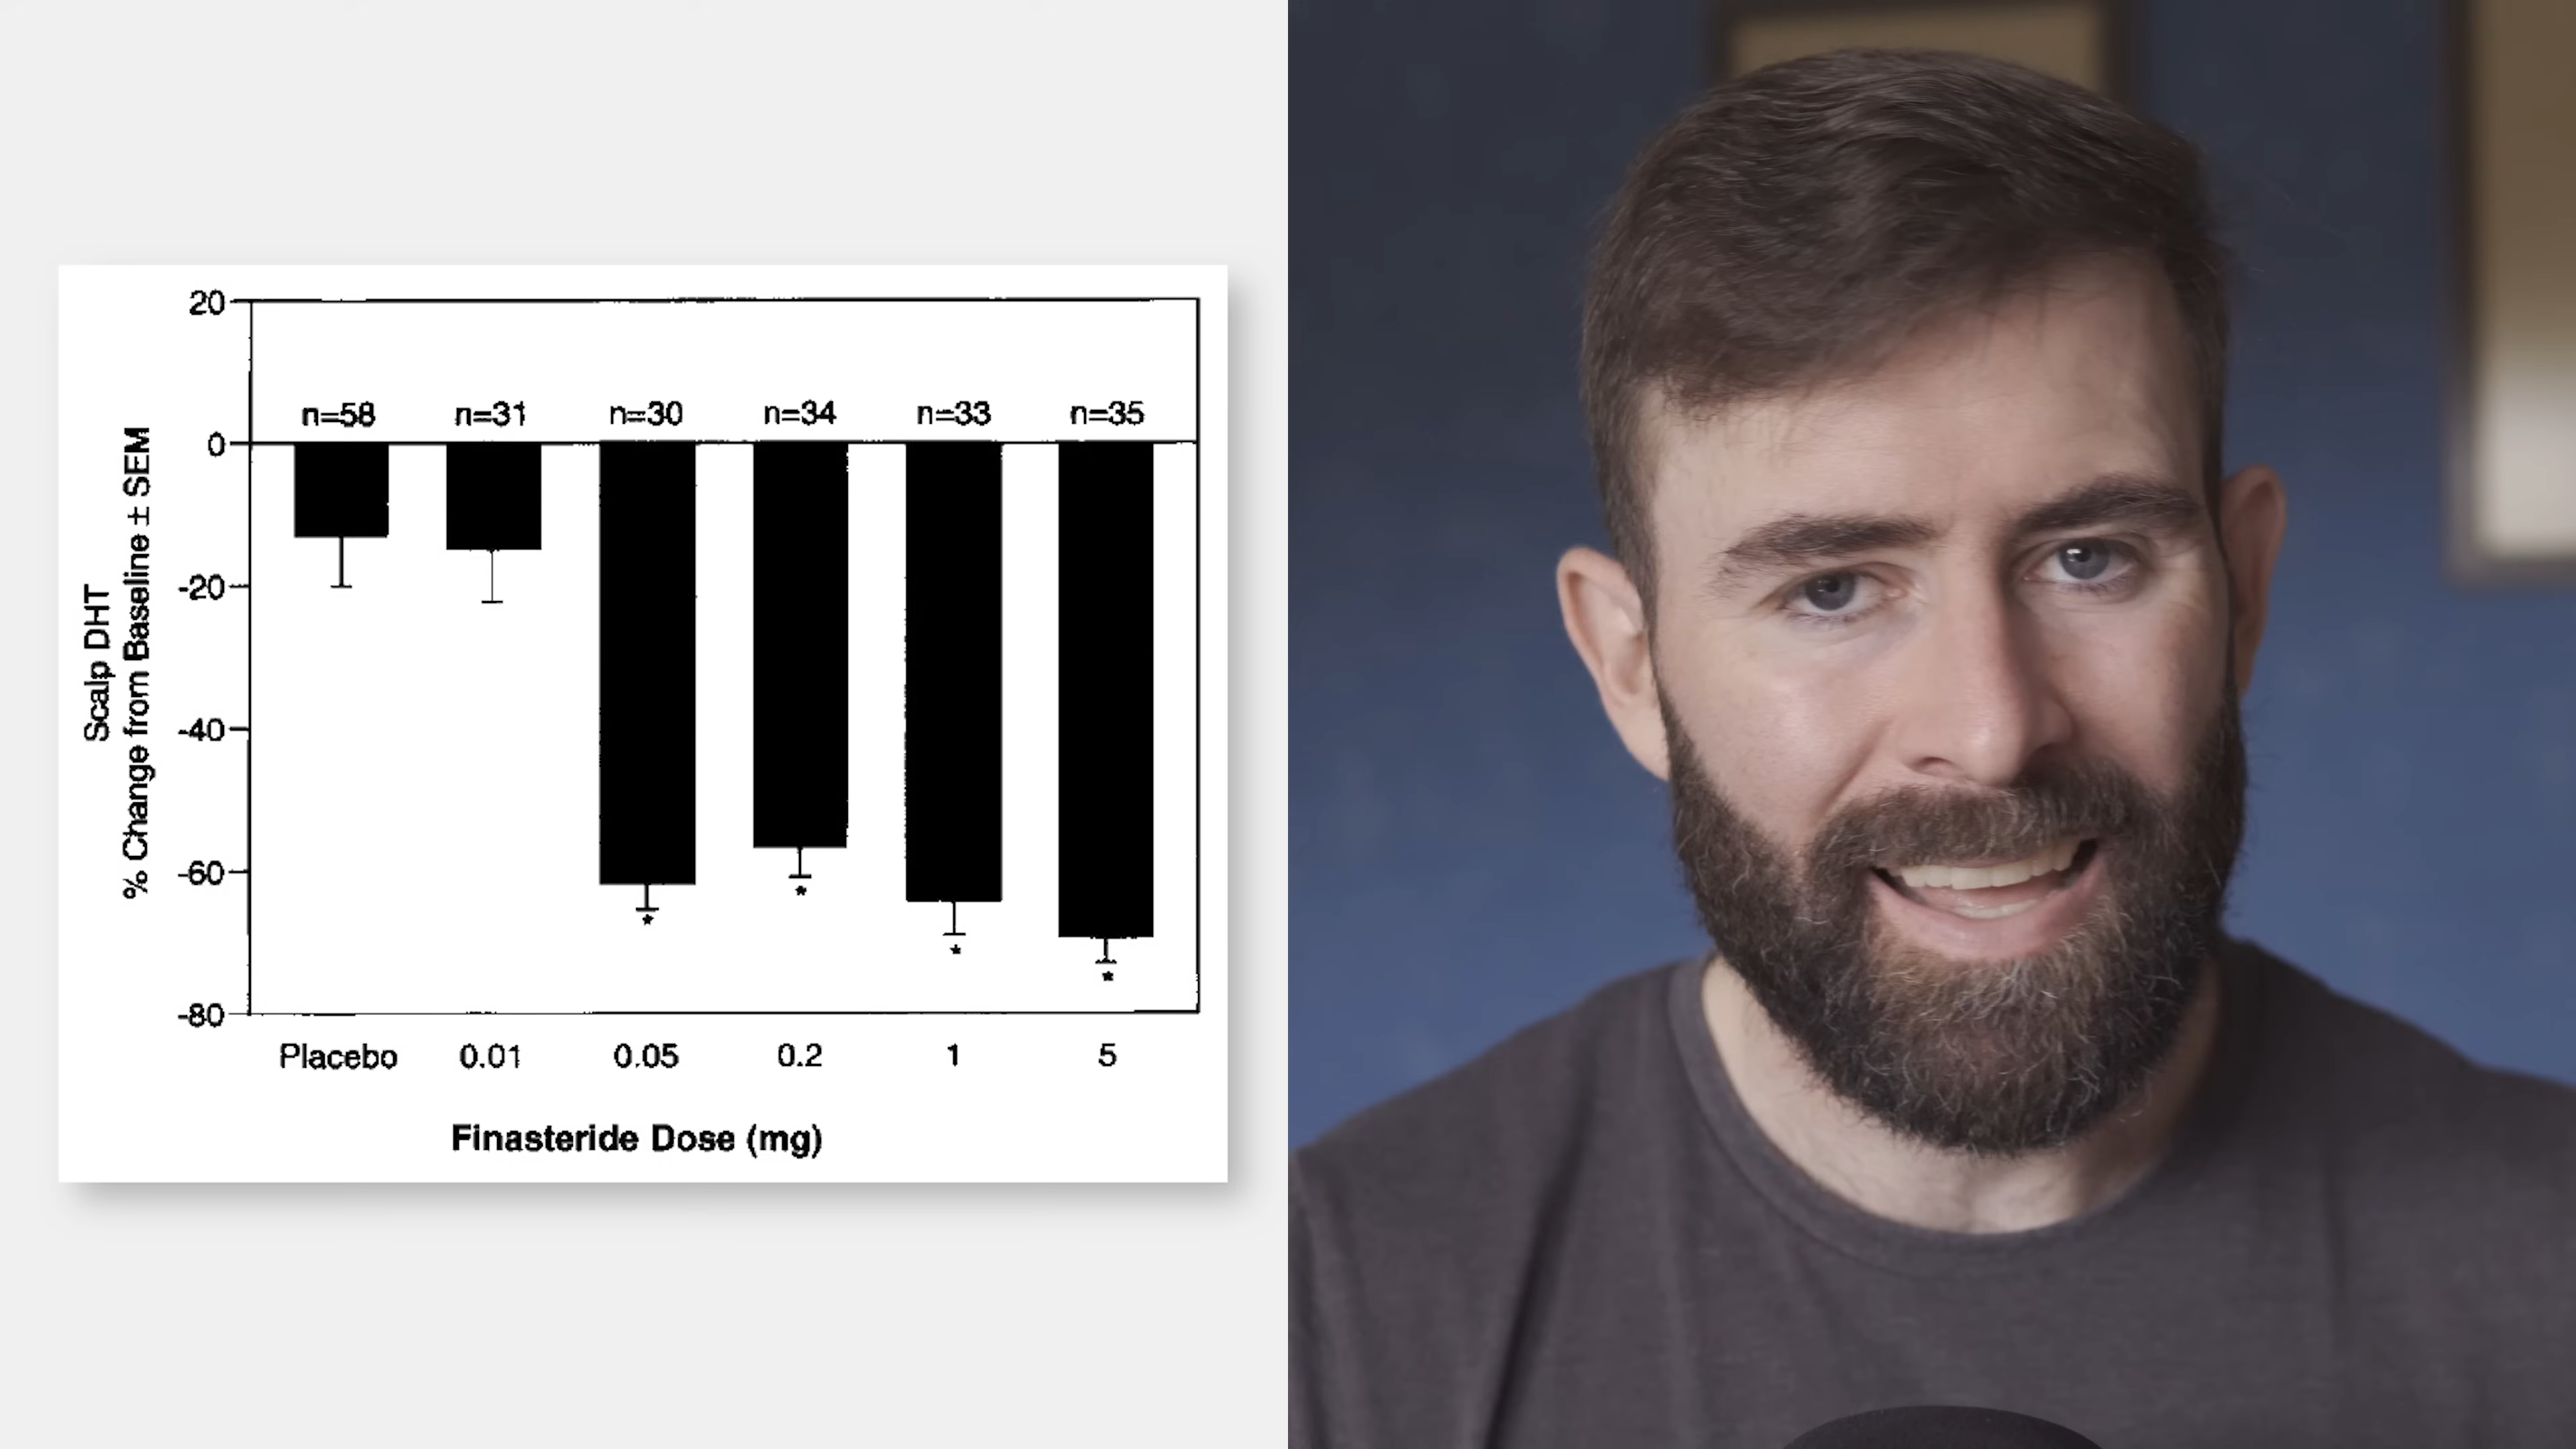 20
n=58 n=31 n=30 n=34 n=33 n=35
0
-20
-40
-60
-80
Scalp DHT
% Change from Baseline ± SEM
* * * *
Placebo 0.01 0.05 0.2 1 5
Finasteride Dose (mg)